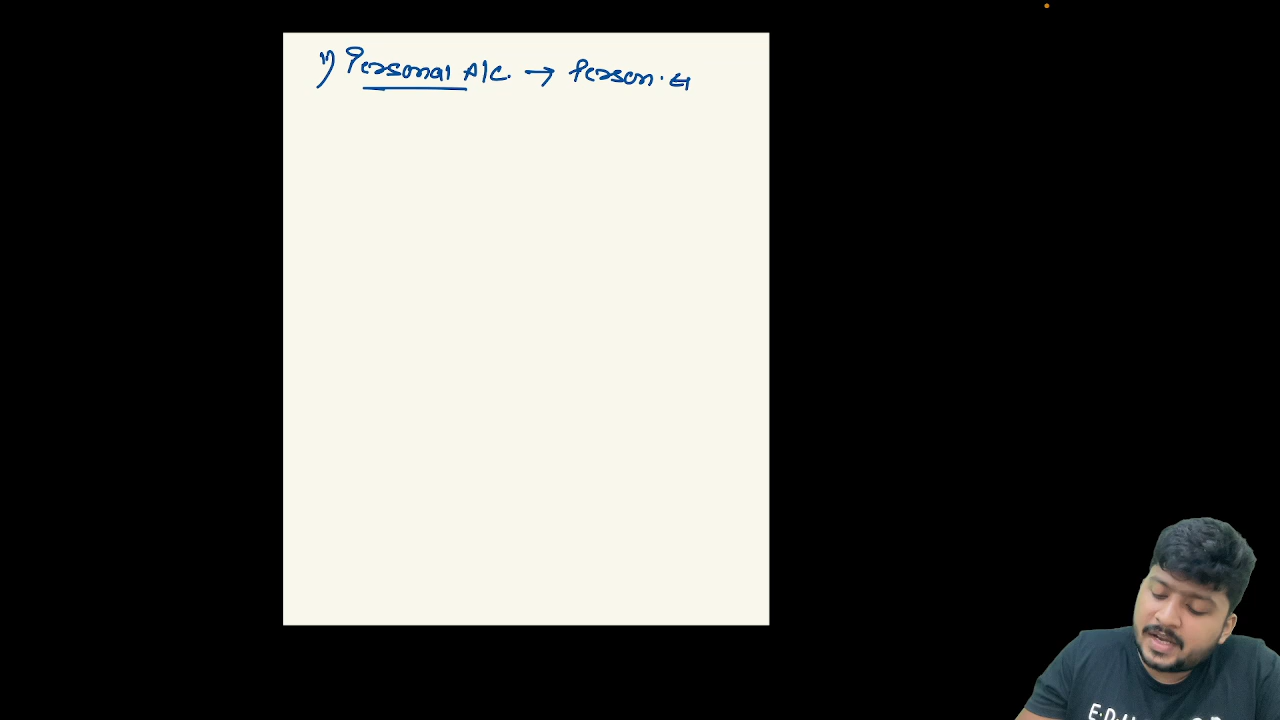 1) Personal A/c. → Person.
E·D·U